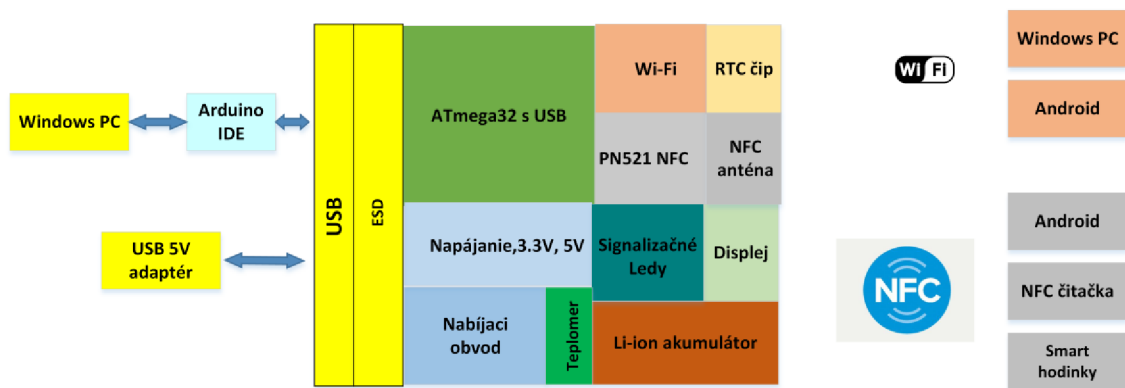 Windows PC
Arduino
IDE
USB 5V
adaptér
USB
ESD
ATmega32 s USB
Wi-Fi
RTC čip
PN521 NFC
NFC
anténa
Napájanie,3.3V, 5V
Signalizačné
Ledy
Displej
Nabíjaci
obvod
Teplomer
Li-ion akumulátor
Wi Fi
NFC
Windows PC
Android
Android
NFC čitačka
Smart
hodinky